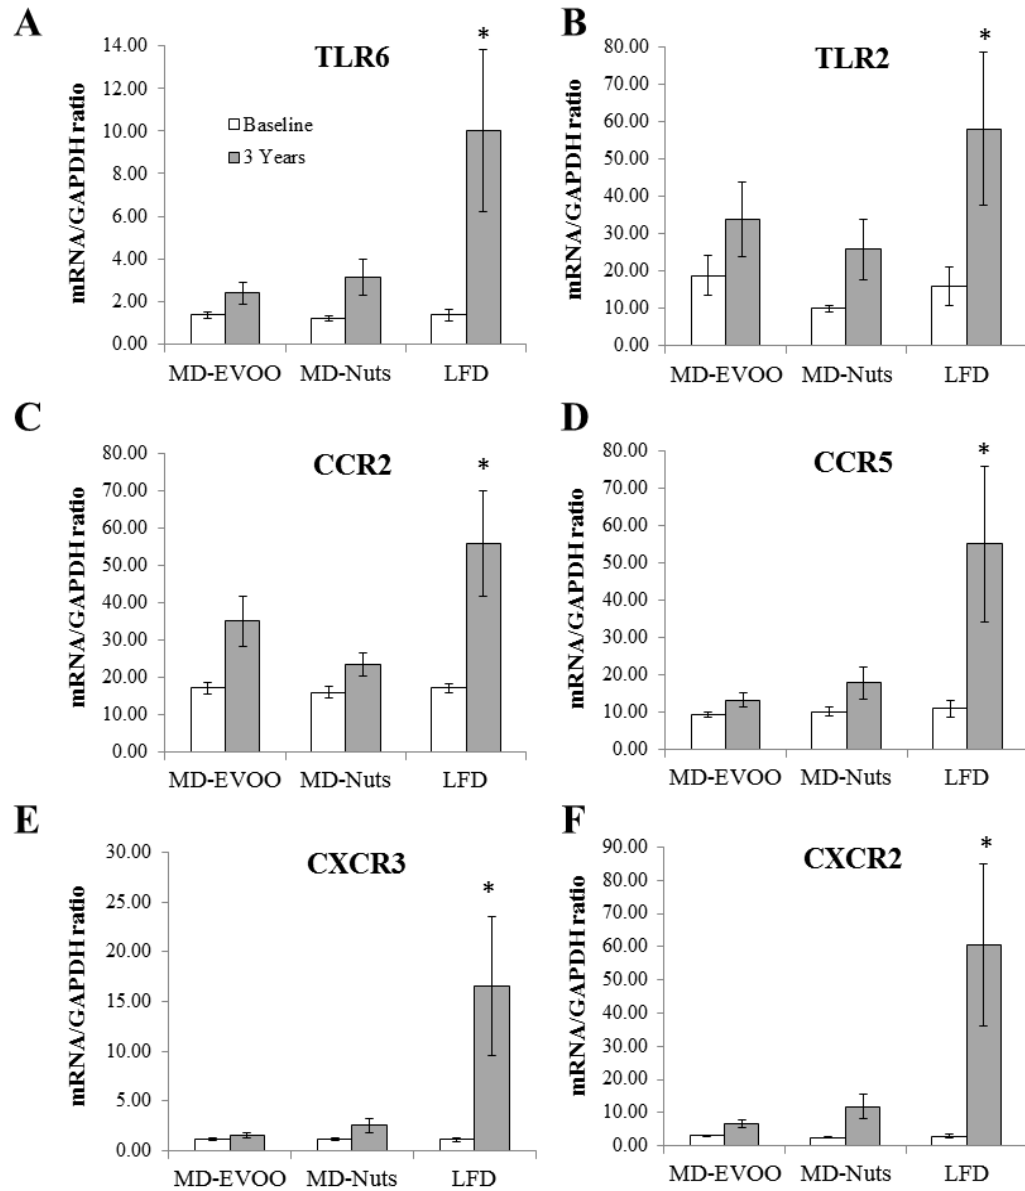 A
TLR6
mRNA/GAPDH ratio
14.00
12.00
10.00
8.00
6.00
4.00
2.00
0.00
Baseline
3 Years
*
MD-EVOO MD-Nuts LFD
B
TLR2
mRNA/GAPDH ratio
80.00
70.00
60.00
50.00
40.00
30.00
20.00
10.00
0.00
*
MD-EVOO MD-Nuts LFD
C
CCR2
mRNA/GAPDH ratio
80.00
70.00
60.00
50.00
40.00
30.00
20.00
10.00
0.00
*
MD-EVOO MD-Nuts LFD
D
CCR5
mRNA/GAPDH ratio
80.00
70.00
60.00
50.00
40.00
30.00
20.00
10.00
0.00
*
MD-EVOO MD-Nuts LFD
E
CXCR3
mRNA/GAPDH ratio
30.00
25.00
20.00
15.00
10.00
5.00
0.00
*
MD-EVOO MD-Nuts LFD
F
CXCR2
mRNA/GAPDH ratio
90.00
80.00
70.00
60.00
50.00
40.00
30.00
20.00
10.00
0.00
*
MD-EVOO MD-Nuts LFD